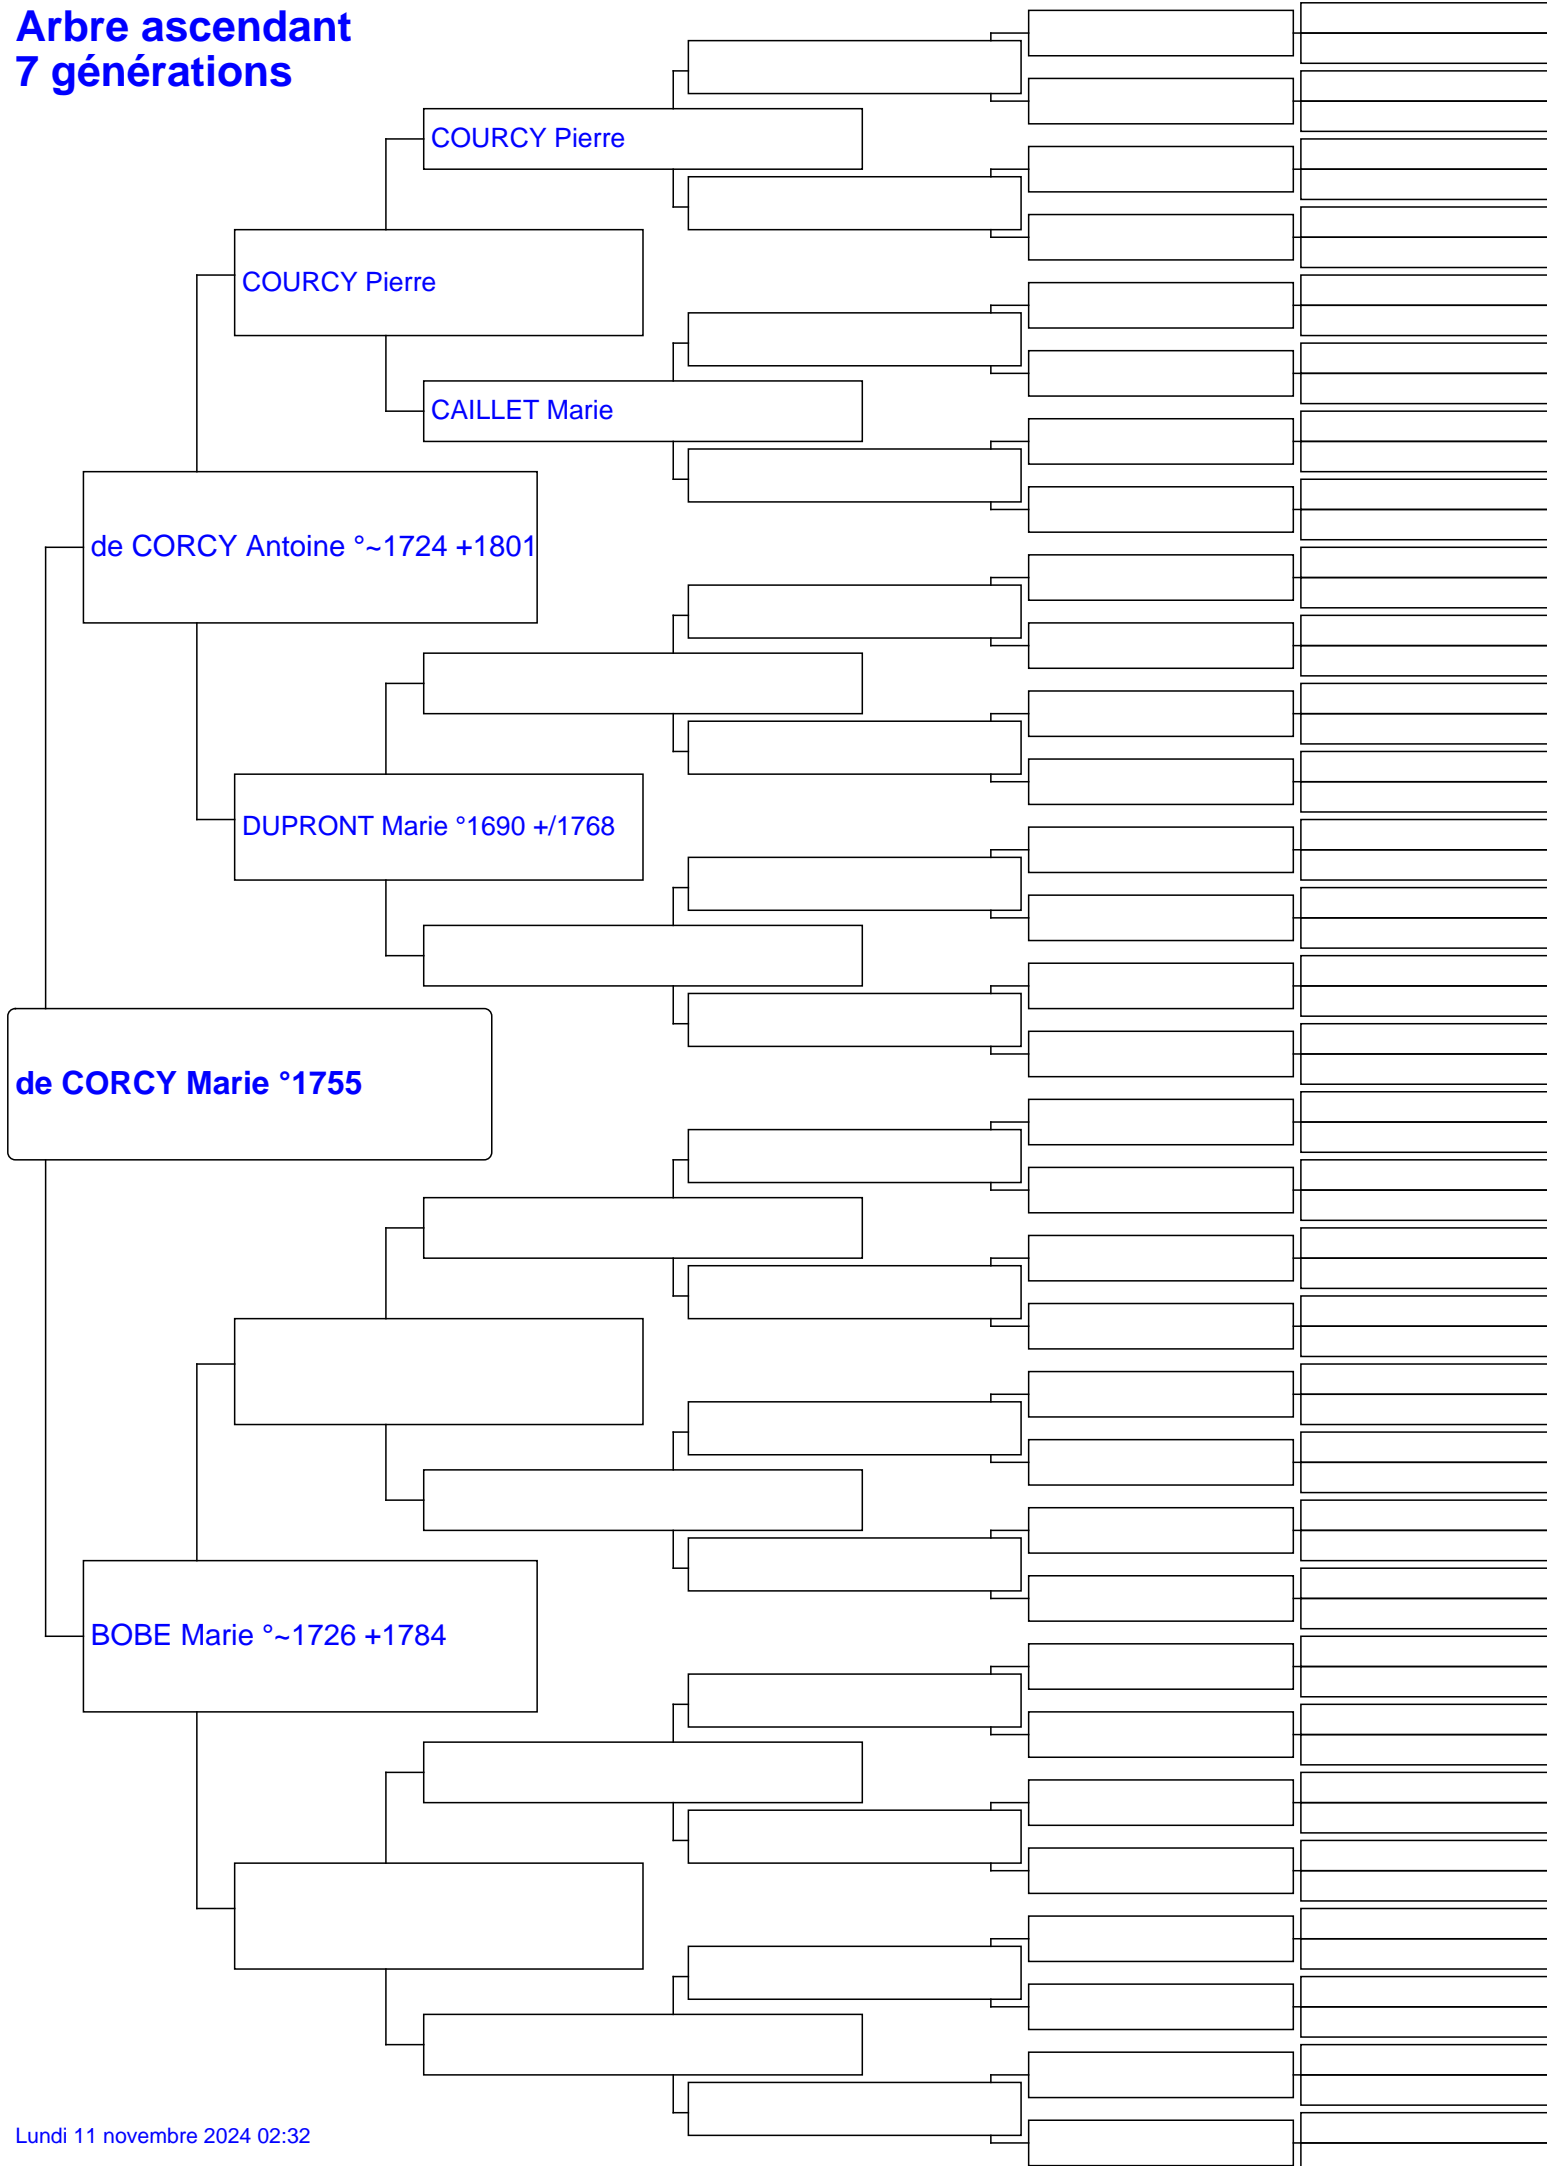 Arbre ascendant
7 générations
COURCY Pierre
COURCY Pierre
CAILLET Marie
de CORCY Antoine °~1724 +1801
DUPRONT Marie °1690 +/1768
de CORCY Marie °1755
BOBE Marie °~1726 +1784
Lundi 11 novembre 2024 02:32